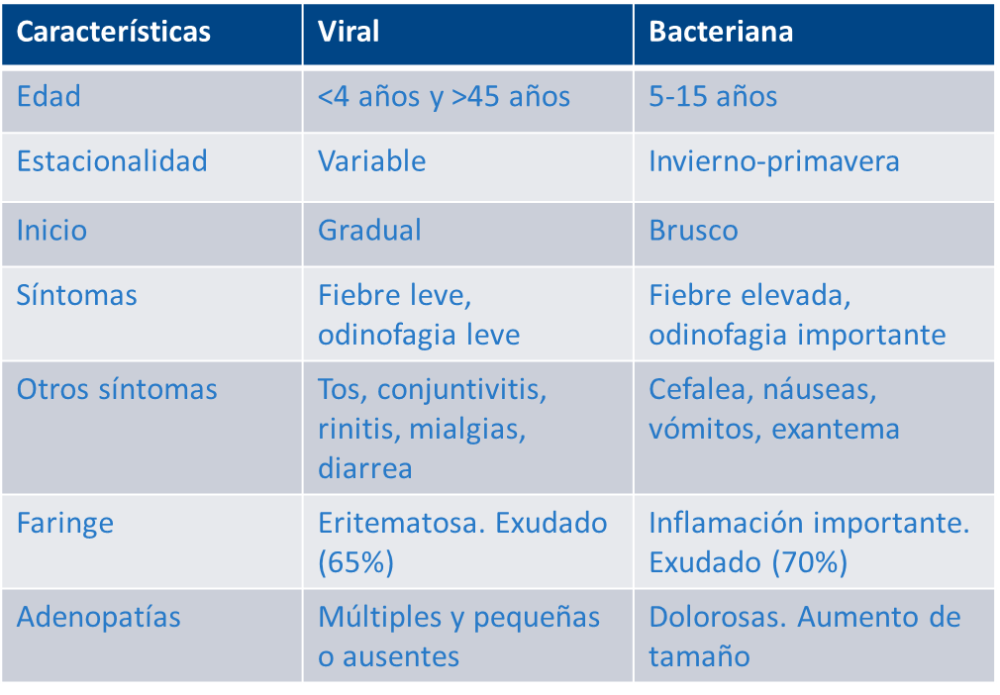 Características Viral Bacteriana
Edad <4 años y >45 años 5-15 años
Estacionalidad Variable Invierno-primavera
Inicio Gradual Brusco
Síntomas Fiebre leve, Fiebre elevada,
odinofagia leve odinofagia importante
Otros síntomas Tos, conjuntivitis, Cefalea, náuseas,
rinitis, mialgias, vómitos, exantema
diarrea
Faringe Eritematosa. Exudado Inflamación importante.
(65%) Exudado (70%)
Adenopatías Múltiples y pequeñas Dolorosas. Aumento de
o ausentes tamaño